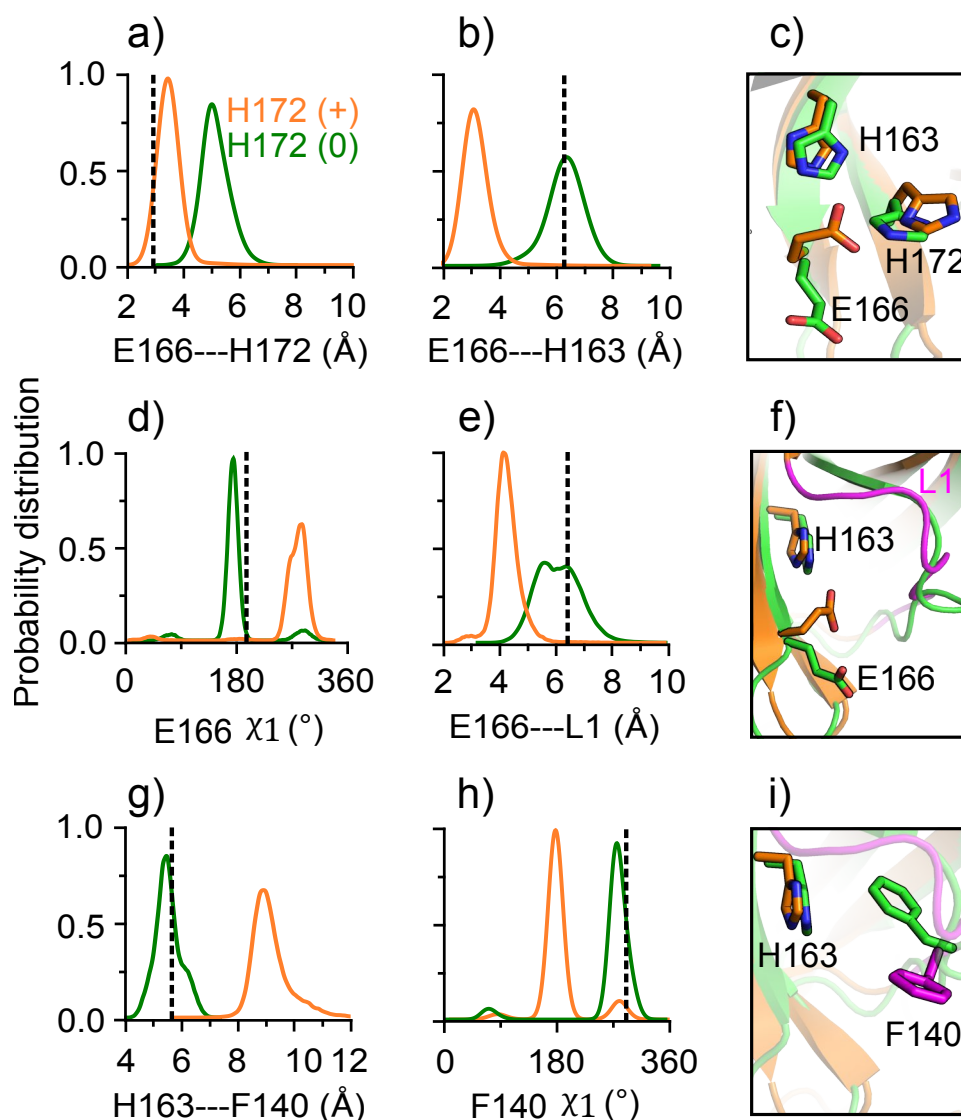 a)
b)
c)
1.0
0.5
0.0
H172 (+)
H172 (0)
2 4 6 8 10
2 4 6 8 10
E166---H172 (Å)
E166---H163 (Å)
H163
H172
E166
Probability distribution
d)
e)
f)
1.0
0.5
0.0
0 180 360
2 4 6 8 10
E166 χ1 (°)
E166---L1 (Å)
L1
H163
E166
g)
h)
i)
1.0
0.5
0.0
4 6 8 10 12
0 180 360
H163---F140 (Å)
F140 χ1 (°)
H163
F140